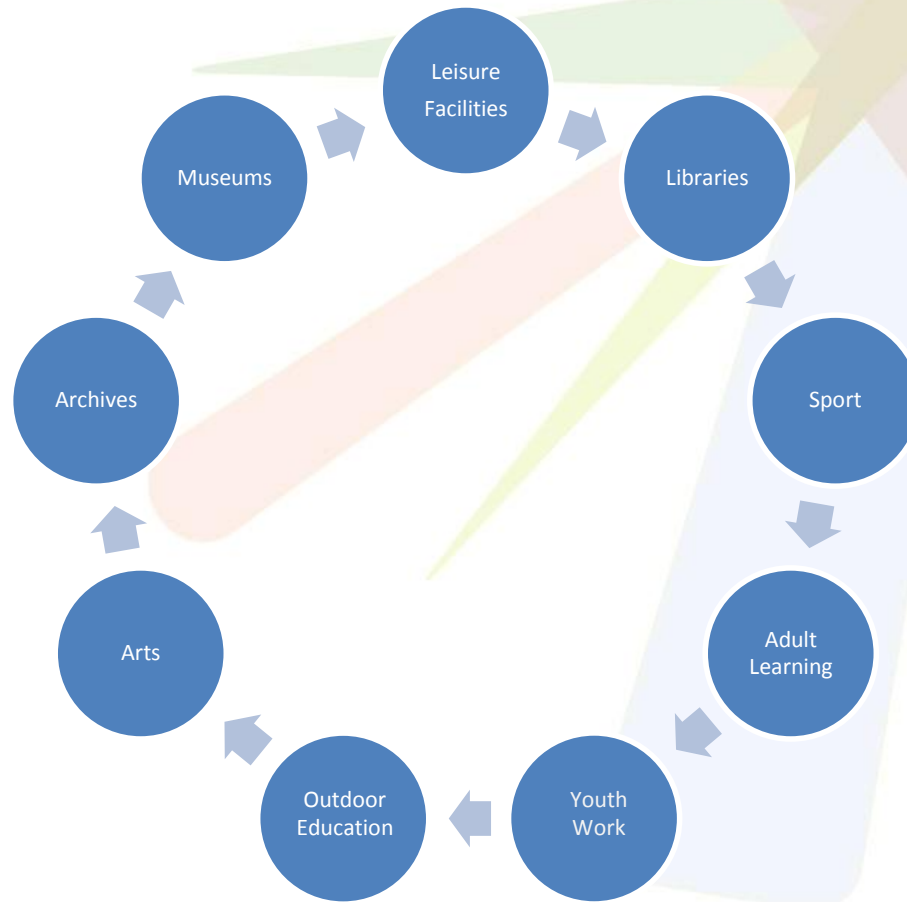 Leisure
Facilities
Libraries
Sport
Adult
Learning
Youth
Work
Outdoor
Education
Arts
Archives
Museums